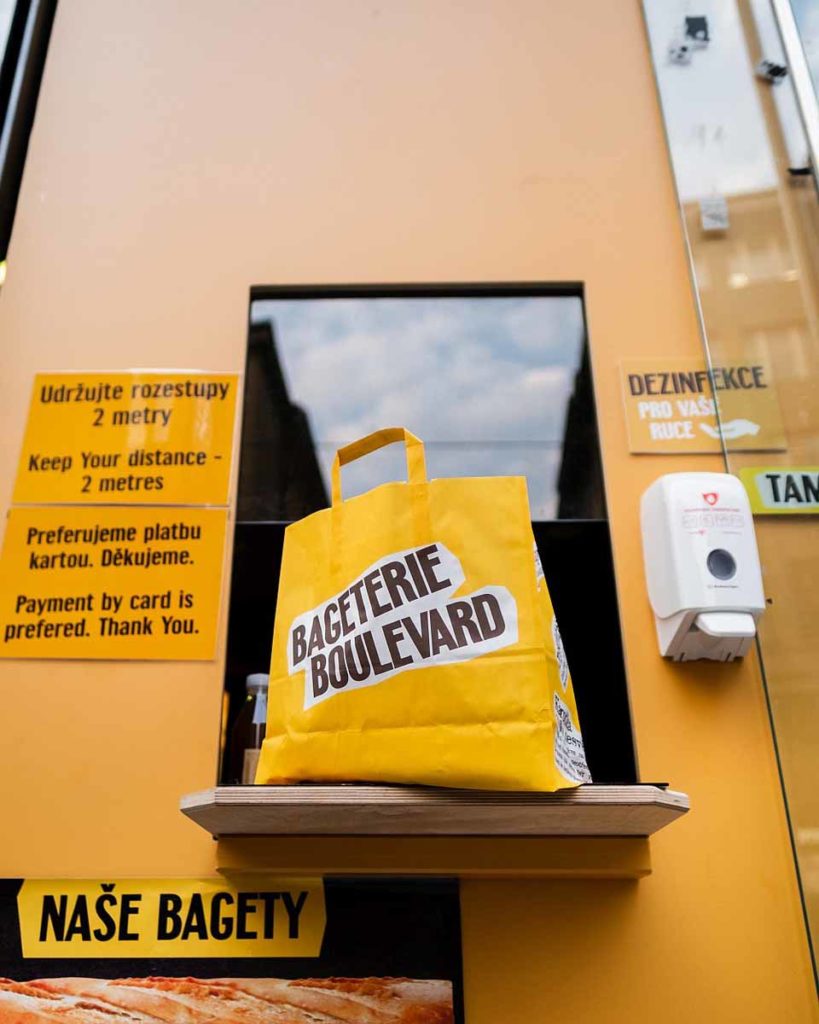 Udržujte rozestupy
2 metry
Keep Your distance -
2 metres
Preferujeme platbu
kartou. Děkujeme.
Payment by card is
prefered. Thank You.
BAGETERIE
BOULEVARD
DEZINFEKCE
PRO VAŠE
RUCE
TAM
NAŠE BAGETY